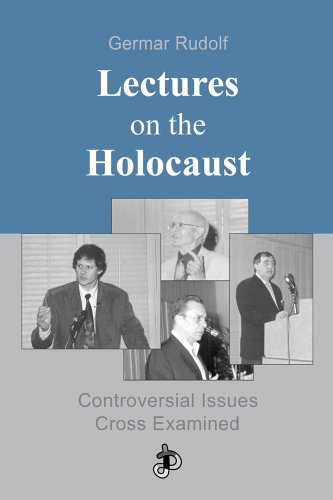 Germar Rudolf
Lectures
on the
Holocaust
Controversial Issues
Cross Examined